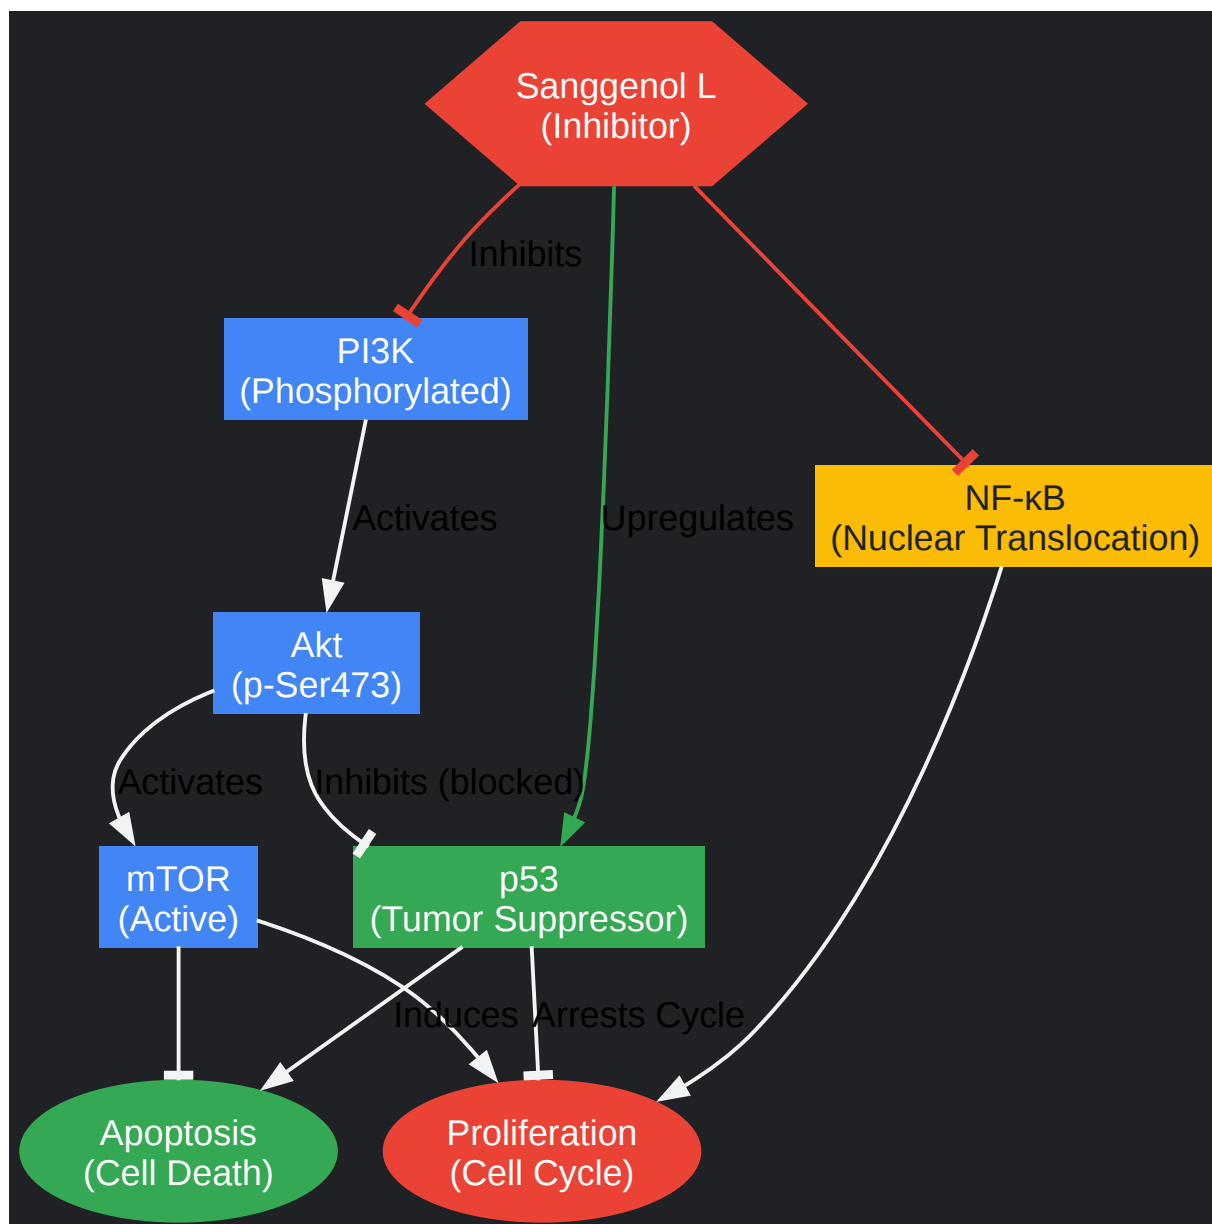 Sanggenol L
(Inhibitor)
Inhibits
PI3K
(Phosphorylated)
Activates
Upregulates
NF-κB
(Nuclear Translocation)
Akt
(p-Ser473)
Activates
Inhibits (blocked)
mTOR
(Active)
p53
(Tumor Suppressor)
Induces
Arrests Cycle
Apoptosis
(Cell Death)
Proliferation
(Cell Cycle)